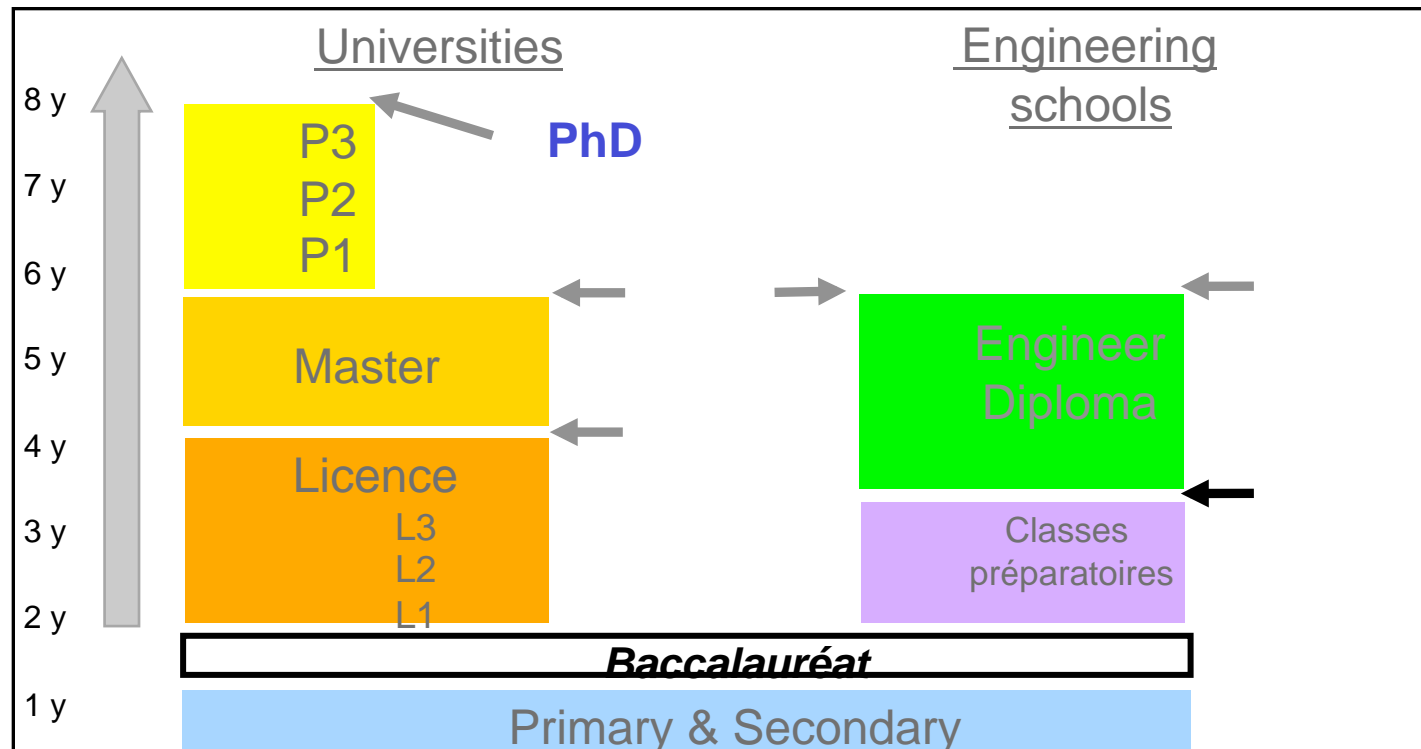 Universities
Engineering
schools
8 y
7 y
6 y
5 y
4 y
3 y
2 y
1 y
P3
P2
P1
PhD
Master
Licence
L3
L2
L1
Engineer
Diploma
Classes
préparatoires
Baccalauréat
Primary & Secondary